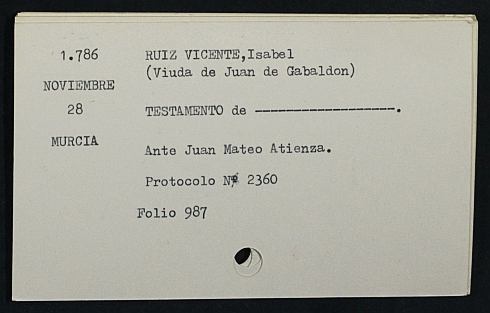 1.786 RUIZ VICENTE,Isabel
(Viuda de Juan de Gabaldon)
NOVIEMBRE
28 TESTAMENTO de ------------------.
MURCIA
Ante Juan Mateo Atienza.
Protocolo Nº 2360
Folio 987